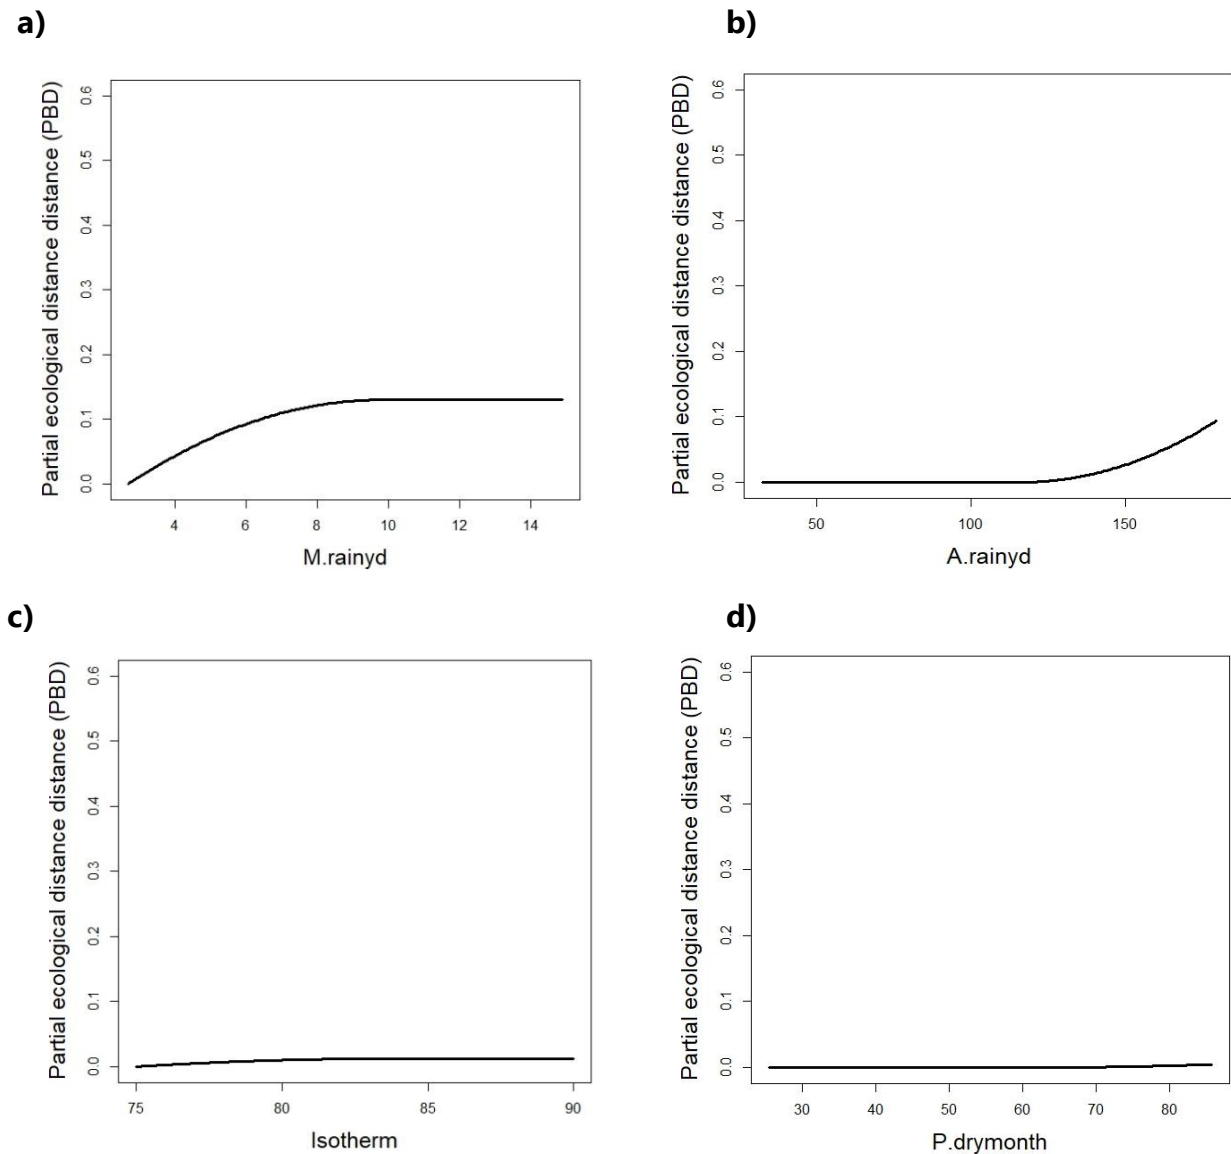 a)
Partial ecological distance distance (PBD)
0.6
0.5
0.4
0.3
0.2
0.1
0.0
4 6 8 10 12 14
M.rainyd
b)
Partial ecological distance distance (PBD)
0.6
0.5
0.4
0.3
0.2
0.1
0.0
50 100 150
A.rainyd
c)
Partial ecological distance distance (PBD)
0.6
0.5
0.4
0.3
0.2
0.1
0.0
75 80 85 90
Isotherm
d)
Partial ecological distance distance (PBD)
0.6
0.5
0.4
0.3
0.2
0.1
0.0
30 40 50 60 70 80
P.drymonth